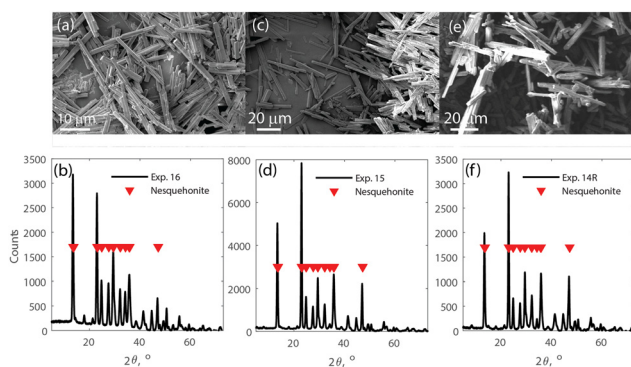 (a)
10 μm
(c)
20 μm
(e)
20 μm
(b)
Exp. 16
Nesquehonite
3500
3000
2500
2000
1500
1000
500
0
20
40
60
Counts
2θ, °
(d)
Exp. 15
Nesquehonite
8000
6000
4000
2000
0
20
40
60
2θ, °
(f)
Exp. 14R
Nesquehonite
3500
3000
2500
2000
1500
1000
500
0
20
40
60
2θ, °